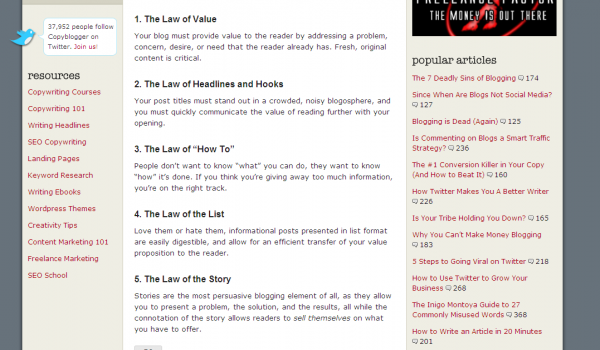 37,952 people follow
Copyblogger on
Twitter. Join us!
resources
Copywriting Courses
Copywriting 101
Writing Headlines
SEO Copywriting
Landing Pages
Keyword Research
Writing Ebooks
Wordpress Themes
Creativity Tips
Content Marketing 101
Freelance Marketing
SEO School
1. The Law of Value
Your blog must provide value to the reader by addressing a problem,
concern, desire, or need that the reader already has. Fresh, original
content is critical.
2. The Law of Headlines and Hooks
Your post titles must stand out in a crowded, noisy blogosphere, and
you must quickly communicate the value of reading further with your
opening.
3. The Law of “How To”
People don’t want to know “what” you can do, they want to know
“how” it’s done. If you think you’re giving away too much information,
you’re on the right track.
4. The Law of the List
Love them or hate them, informational posts presented in list format
are easily digestible, and allow for an efficient transfer of your value
proposition to the reader.
5. The Law of the Story
Stories are the most persuasive blogging element of all, as they allow
you to present a problem, the solution, and the results, all while the
connotation of the story allows readers to sell themselves on what
you have to offer.
THE MONEY IS OUT THERE
popular articles
The 7 Deadly Sins of Blogging 174
Since When Are Blogs Not Social Media?
127
Blogging is Dead (Again) 125
Is Commenting on Blogs a Smart Traffic
Strategy? 236
The #1 Conversion Killer in Your Copy
(And How to Beat It) 160
How Twitter Makes You A Better Writer
226
Is Your Tribe Holding You Down? 165
Why You Can't Make Money Blogging
183
5 Steps to Going Viral on Twitter 218
How to Use Twitter to Grow Your
Business 268
The Inigo Montoya Guide to 27
Commonly Misused Words 368
How to Write an Article in 20 Minutes
201